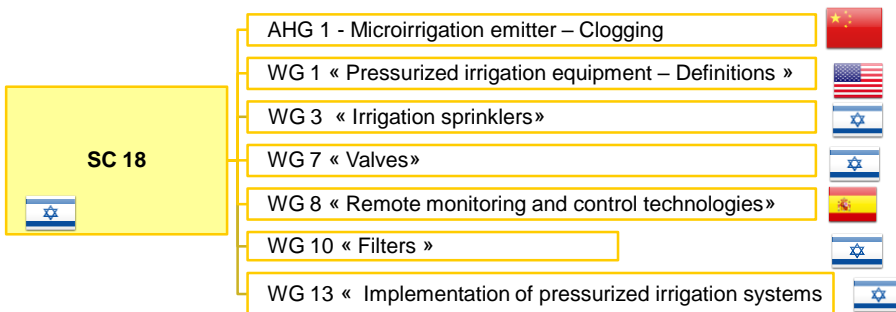 SC 18
AHG 1 - Microirrigation emitter – Clogging
WG 1 « Pressurized irrigation equipment – Definitions »
WG 3 « Irrigation sprinklers»
WG 7 « Valves»
WG 8 « Remote monitoring and control technologies»
WG 10 « Filters »
WG 13 « Implementation of pressurized irrigation systems